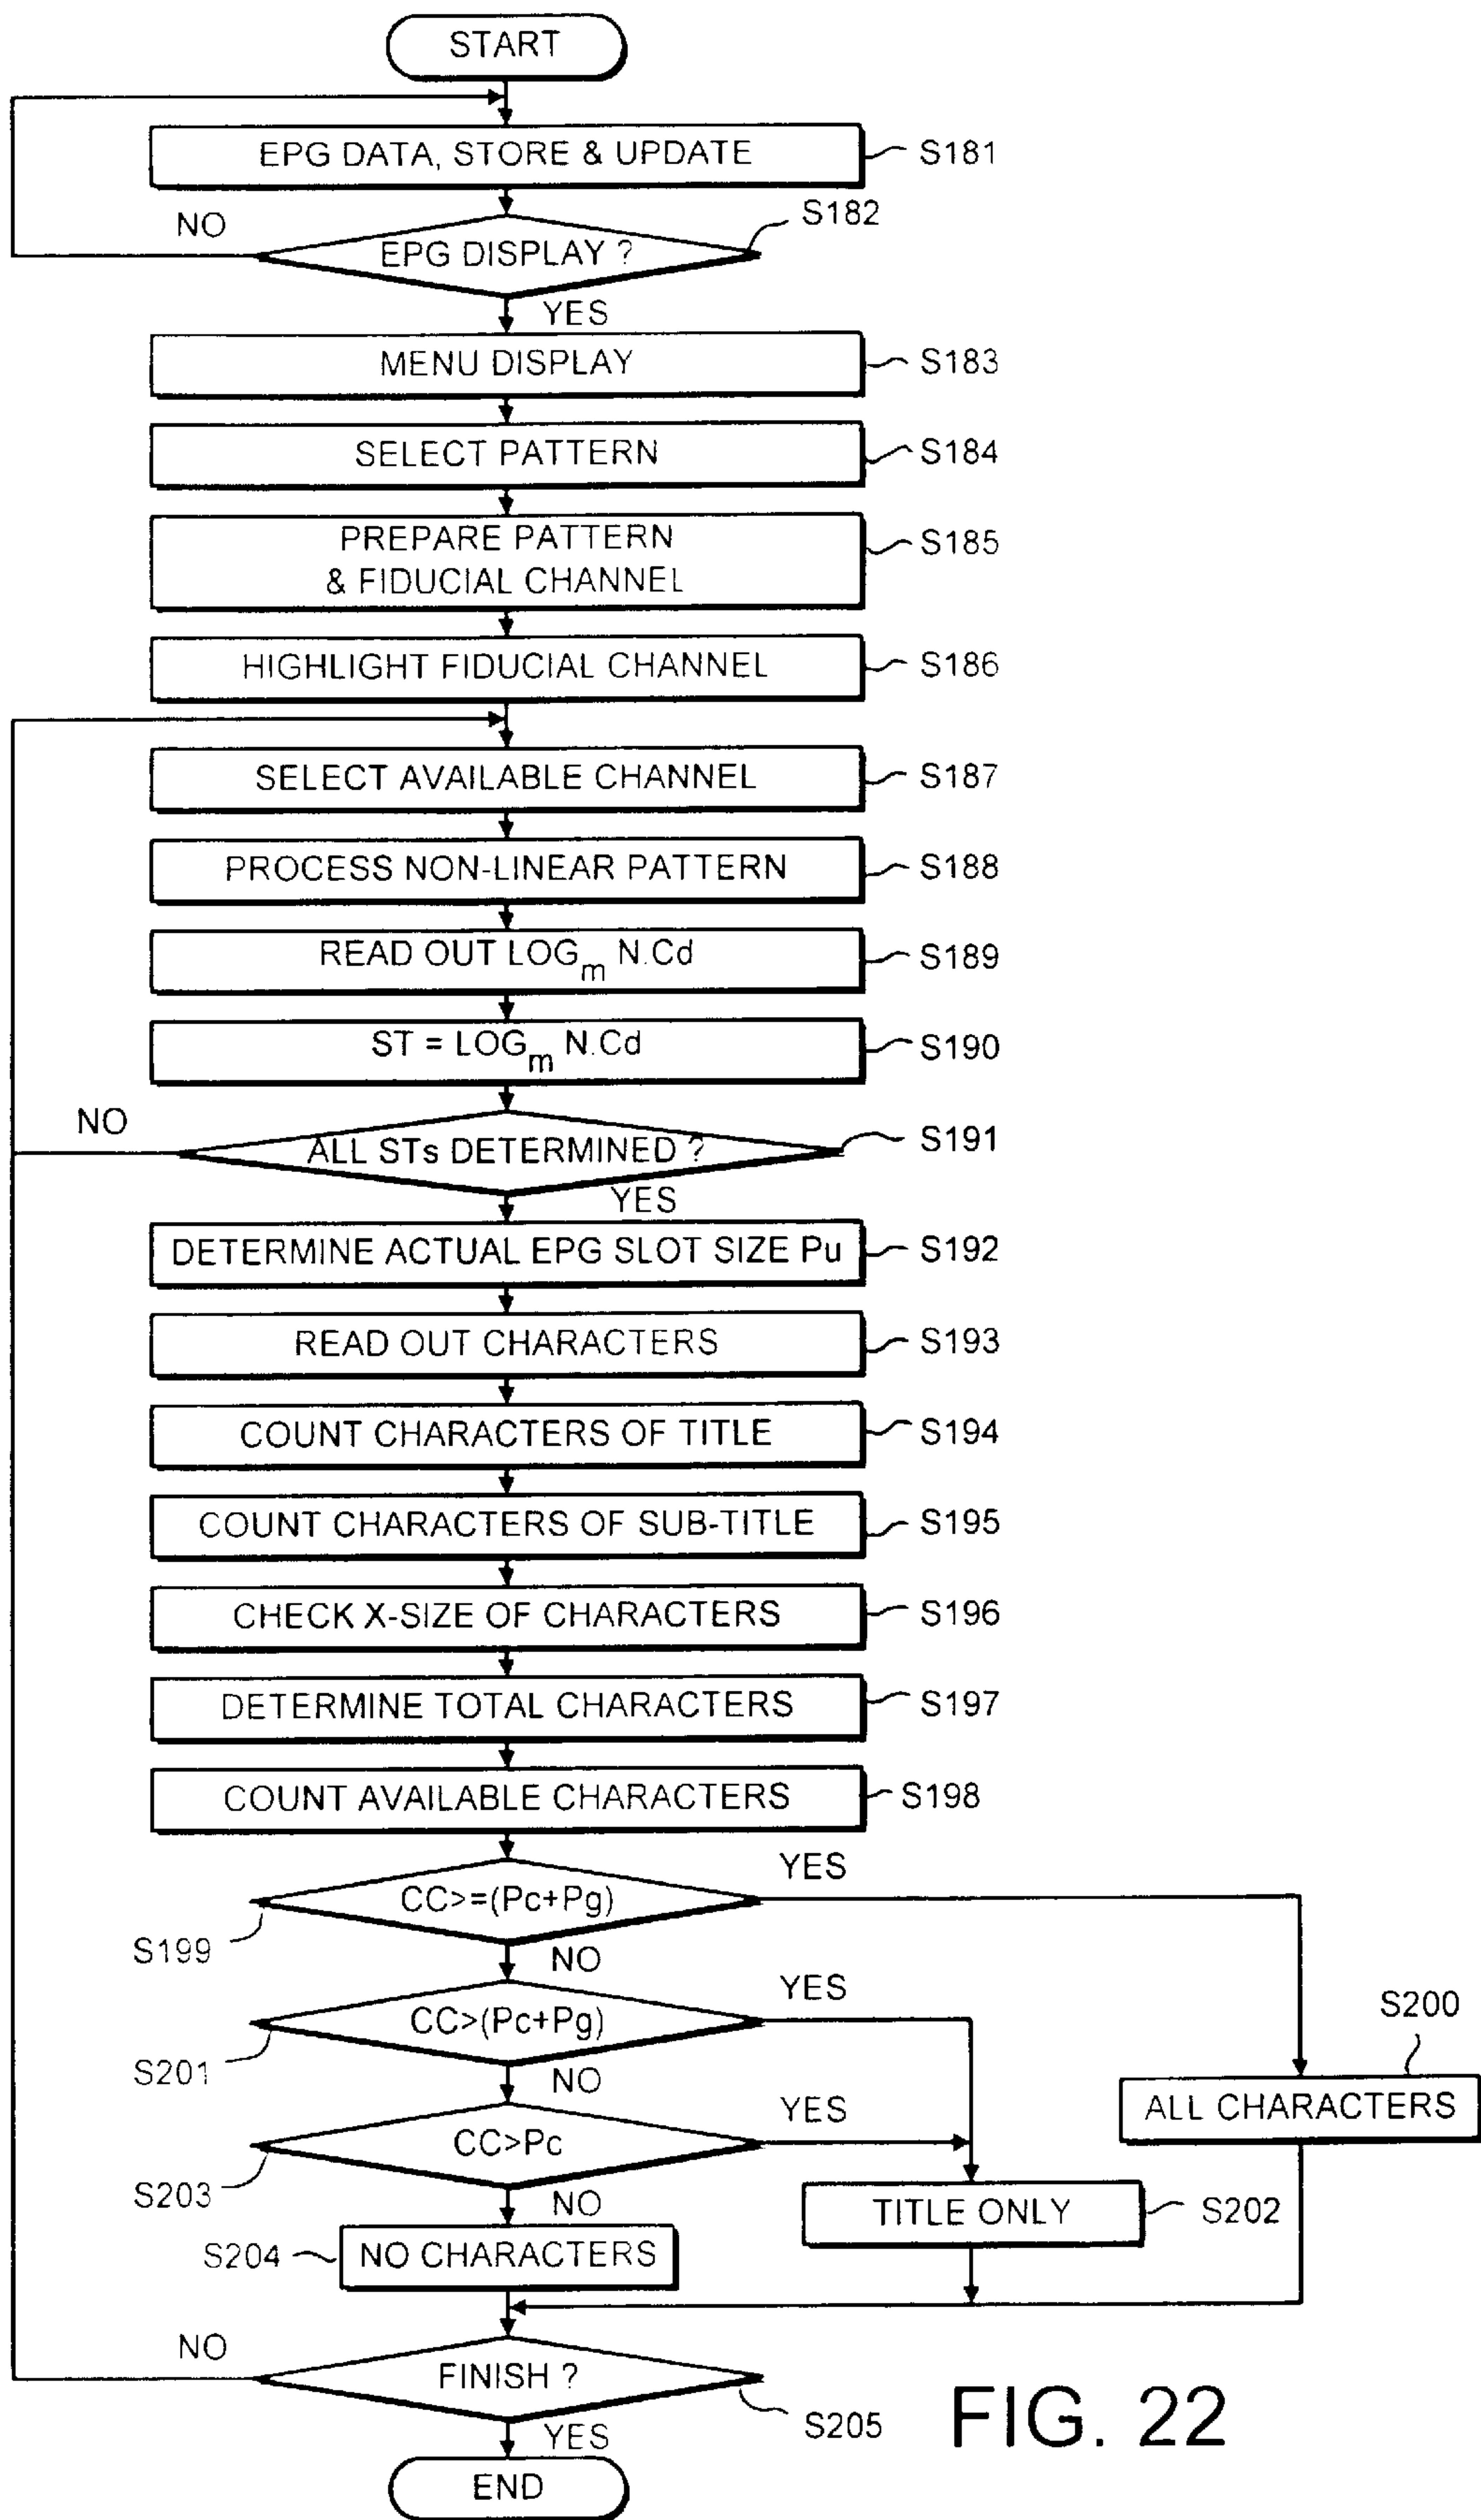 START
EPG DATA, STORE & UPDATE
S181
NO
S182
EPG DISPLAY ?
YES
MENU DISPLAY
S183
SELECT PATTERN
S184
PREPARE PATTERN
& FIDUCIAL CHANNEL
S185
HIGHLIGHT FIDUCIAL CHANNEL
S186
SELECT AVAILABLE CHANNEL
S187
PROCESS NON-LINEAR PATTERN
S188
READ OUT LOGm N.Cd
S189
ST = LOGm N.Cd
S190
NO
ALL STs DETERMINED ?
S191
YES
DETERMINE ACTUAL EPG SLOT SIZE Pu
S192
READ OUT CHARACTERS
S193
COUNT CHARACTERS OF TITLE
S194
COUNT CHARACTERS OF SUB-TITLE
S195
CHECK X-SIZE OF CHARACTERS
S196
DETERMINE TOTAL CHARACTERS
S197
COUNT AVAILABLE CHARACTERS
S198
YES
CC>=(Pc+Pg)
S199
NO
YES
CC>(Pc+Pg)
S200
S201
NO
ALL CHARACTERS
YES
CC>Pc
S203
NO
TITLE ONLY
S202
S204
NO CHARACTERS
NO
FINISH ?
S205
YES
END
FIG. 22